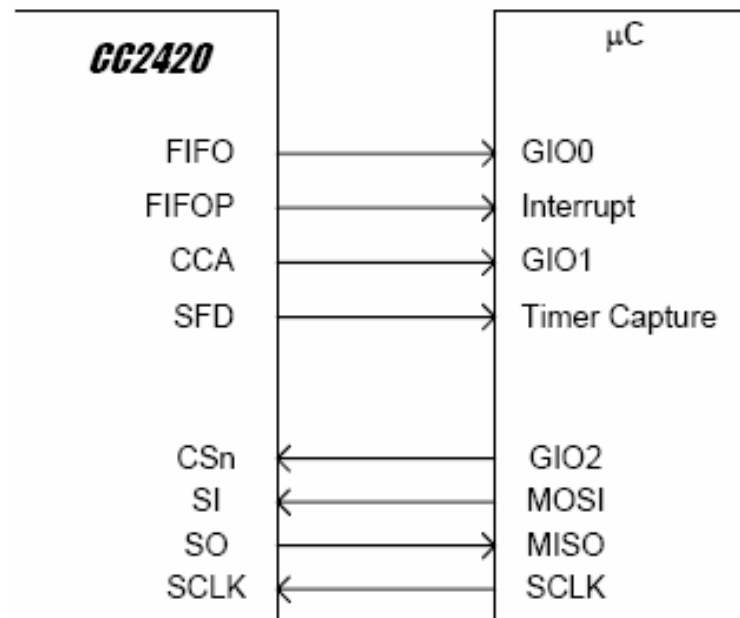 CC2420 μC
FIFO GIO0
FIFOP Interrupt
CCA GIO1
SFD Timer Capture
CSn GIO2
SI MOSI
SO MISO
SCLK SCLK